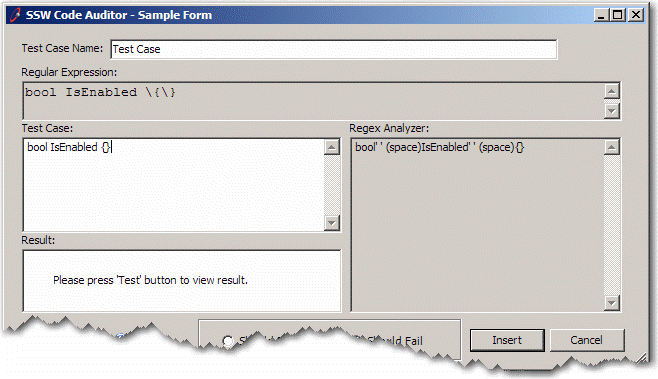 SSW Code Auditor - Sample Form
Test Case Name: Test Case
Regular Expression:
bool IsEnabled \{\}
Test Case:
Regex Analyzer:
bool IsEnabled {}
bool' ' (space)IsEnabled' ' (space){}
Result:
Please press 'Test' button to view result.
Should Fail
Insert
Cancel